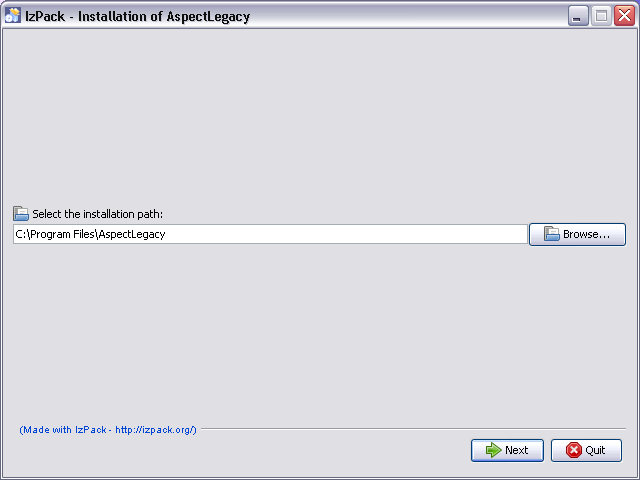 IzPack - Installation of AspectLegacy
Select the installation path:
C:\Program Files\AspectLegacy
Browse...
(Made with IzPack - http://izpack.org/)
Next
Quit